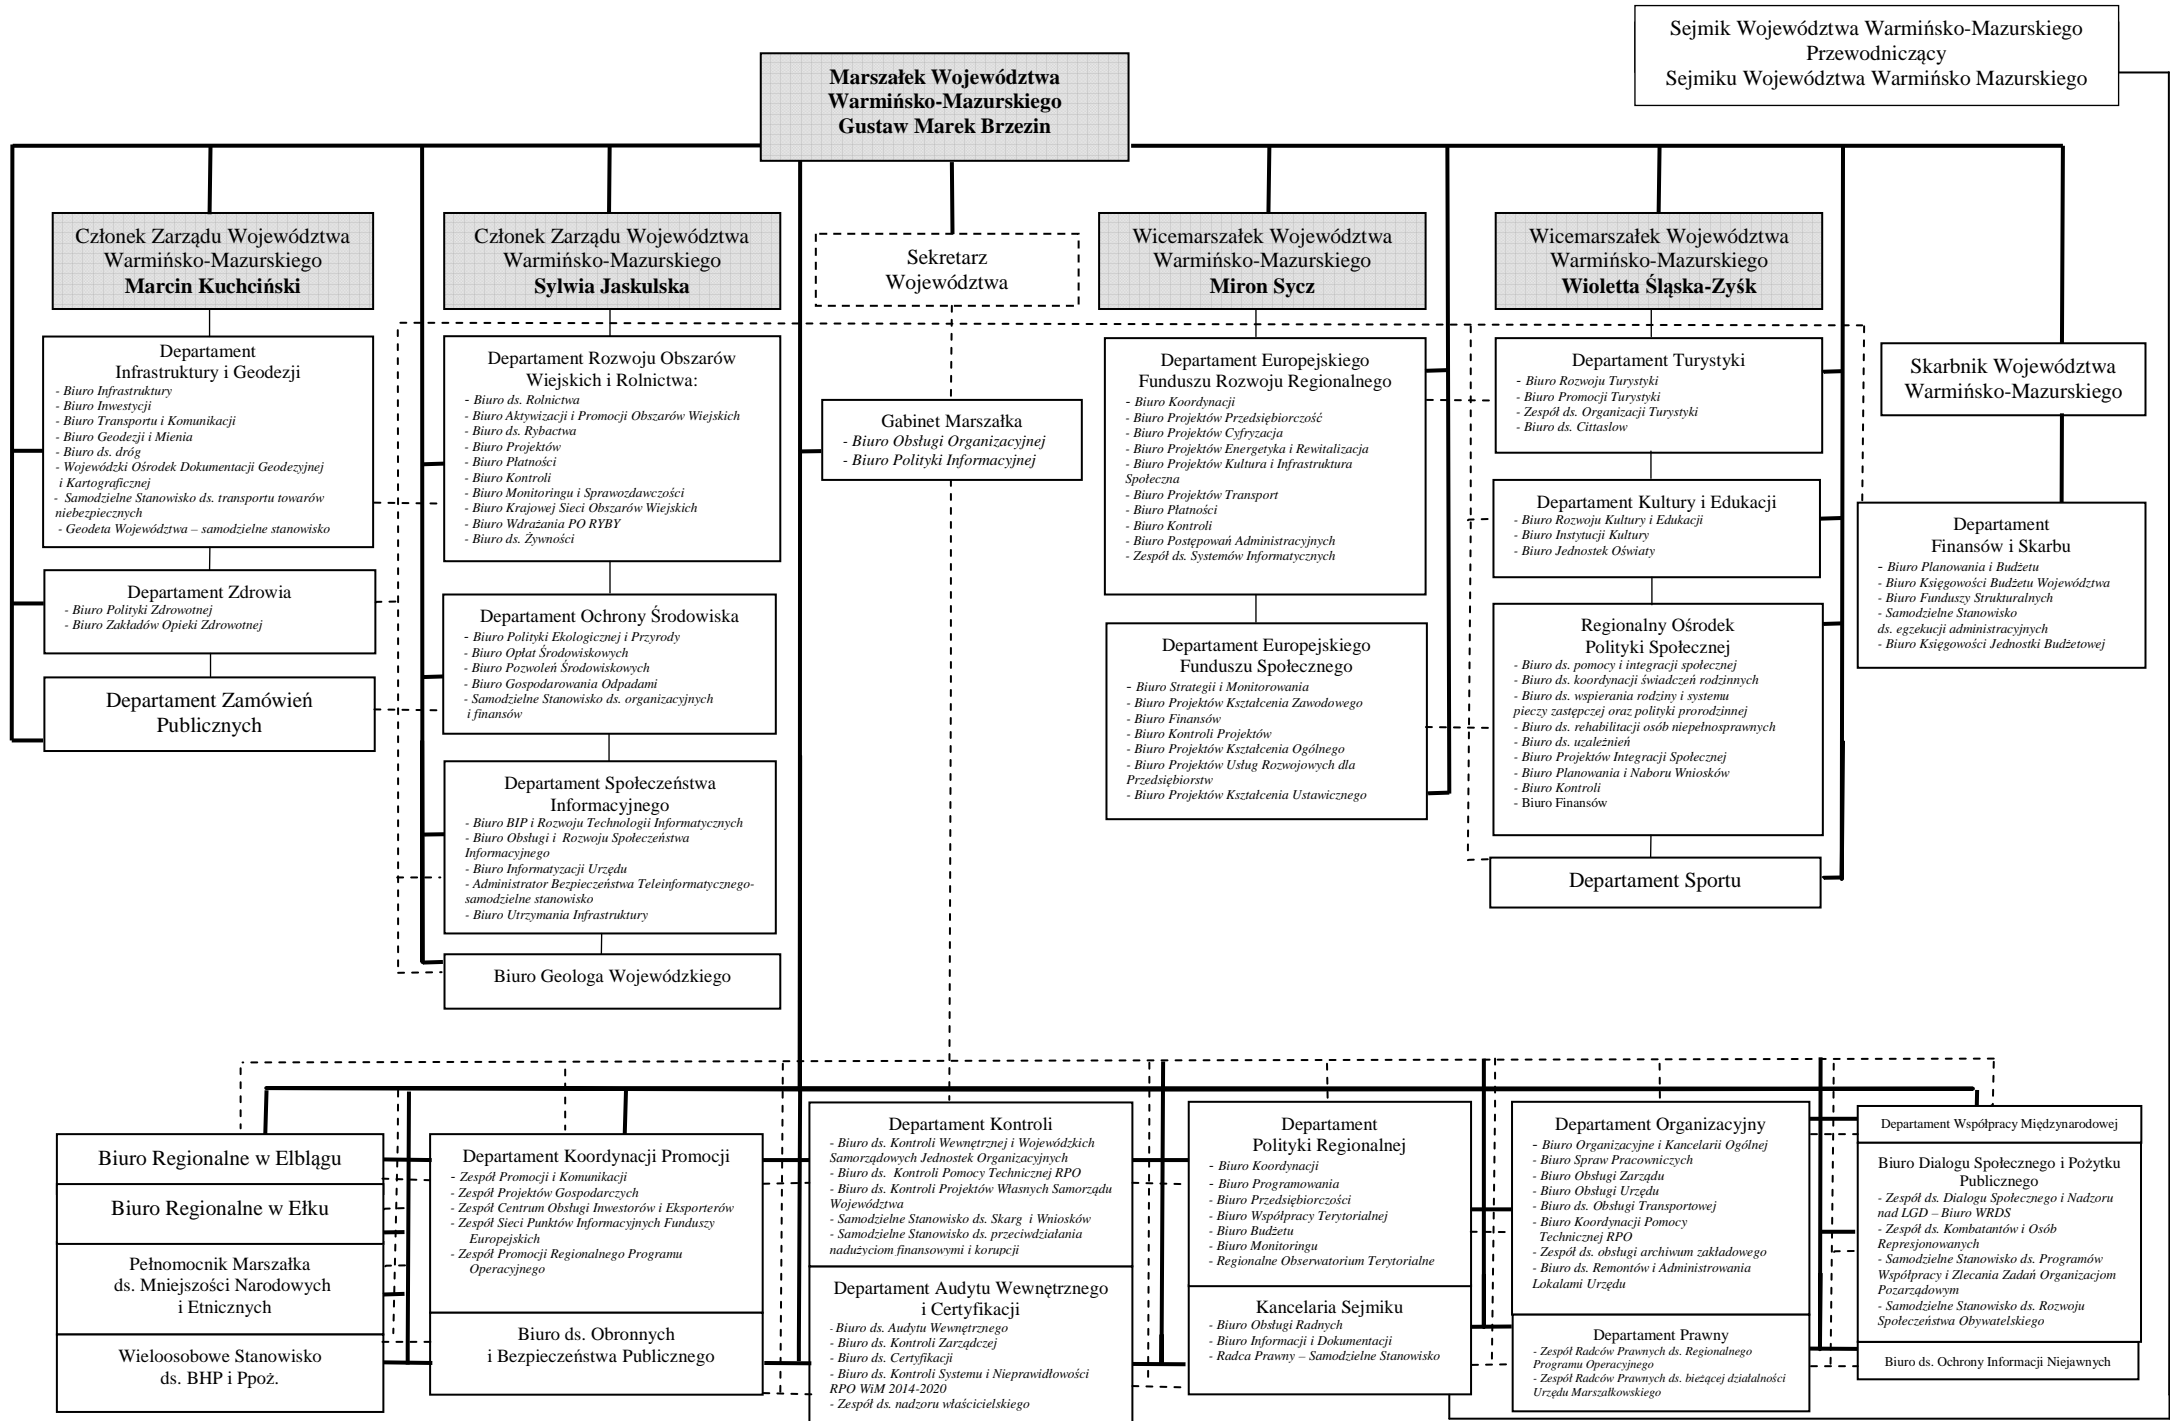 Sejmik Województwa Warmińsko-Mazurskiego
Przewodniczący
Sejmiku Województwa Warmińsko Mazurskiego
Marszałek Województwa
Warmińsko-Mazurskiego
Gustaw Marek Brzezin
Członek Zarządu Województwa
Warmińsko-Mazurskiego
Marcin Kuchciński
Członek Zarządu Województwa
Warmińsko-Mazurskiego
Sylwia Jaskulska
Sekretarz
Województwa
Wicemarszałek Województwa
Warmińsko-Mazurskiego
Miron Sycz
Wicemarszałek Województwa
Warmińsko-Mazurskiego
Wioletta Śląska-Zyśk
Departament
Infrastruktury i Geodezji
- Biuro Infrastruktury
- Biuro Inwestycji
- Biuro Transportu i Komunikacji
- Biuro Geodezji i Mienia
- Biuro ds. dróg
- Wojewódzki Ośrodek Dokumentacji Geodezyjnej
i Kartograficznej
- Samodzielne Stanowisko ds. transportu towarów
niebezpiecznych
- Geodeta Województwa – samodzielne stanowisko
Departament Zdrowia
- Biuro Polityki Zdrowotnej
- Biuro Zakładów Opieki Zdrowotnej
Departament Zamówień
Publicznych
Departament Rozwoju Obszarów
Wiejskich i Rolnictwa:
- Biuro ds. Rolnictwa
- Biuro Aktywizacji i Promocji Obszarów Wiejskich
- Biuro ds. Rybactwa
- Biuro Projektów
- Biuro Płatności
- Biuro Kontroli
- Biuro Monitoringu i Sprawozdawczości
- Biuro Krajowej Sieci Obszarów Wiejskich
- Biuro Wdrażania PO RYBY
- Biuro ds. Żywności
Departament Ochrony Środowiska
- Biuro Polityki Ekologicznej i Przyrody
- Biuro Opłat Środowiskowych
- Biuro Pozwoleń Środowiskowych
- Biuro Gospodarowania Odpadami
- Samodzielne Stanowisko ds. organizacyjnych
i finansów
Departament Społeczeństwa
Informacyjnego
- Biuro BIP i Rozwoju Technologii Informatycznych
- Biuro Obsługi i Rozwoju Społeczeństwa
Informacyjnego
- Biuro Informatyzacji Urzędu
- Administrator Bezpieczeństwa Teleinformatycznego-
samodzielne stanowisko
- Biuro Utrzymania Infrastruktury
Biuro Geologa Wojewódzkiego
Gabinet Marszałka
- Biuro Obsługi Organizacyjnej
- Biuro Polityki Informacyjnej
Departament Europejskiego
Funduszu Rozwoju Regionalnego
- Biuro Koordynacji
- Biuro Projektów Przedsiębiorczość
- Biuro Projektów Cyfryzacja
- Biuro Projektów Energetyka i Rewitalizacja
- Biuro Projektów Kultura i Infrastruktura
Społeczna
- Biuro Projektów Transport
- Biuro Płatności
- Biuro Kontroli
- Biuro Postępowań Administracyjnych
- Zespół ds. Systemów Informatycznych
Departament Europejskiego
Funduszu Społecznego
- Biuro Strategii i Monitorowania
- Biuro Projektów Kształcenia Zawodowego
- Biuro Finansów
- Biuro Kontroli Projektów
- Biuro Projektów Kształcenia Ogólnego
- Biuro Projektów Usług Rozwojowych dla
Przedsiębiorstw
- Biuro Projektów Kształcenia Ustawicznego
Departament Turystyki
- Biuro Rozwoju Turystyki
- Biuro Promocji Turystyki
- Zespół ds. Organizacji Turystyki
- Biuro ds. Cittaslow
Departament Kultury i Edukacji
- Biuro Rozwoju Kultury i Edukacji
- Biuro Instytucji Kultury
- Biuro Jednostek Oświaty
Regionalny Ośrodek
Polityki Społecznej
- Biuro ds. pomocy i integracji społecznej
- Biuro ds. koordynacji świadczeń rodzinnych
- Biuro ds. wspierania rodziny i systemu
pieczy zastępczej oraz polityki prorodzinnej
- Biuro ds. rehabilitacji osób niepełnosprawnych
- Biuro ds. uzależnień
- Biuro Projektów Integracji Społecznej
- Biuro Planowania i Naboru Wniosków
- Biuro Kontroli
- Biuro Finansów
Departament Sportu
Skarbnik Województwa
Warmińsko-Mazurskiego
Departament
Finansów i Skarbu
- Biuro Planowania i Budżetu
- Biuro Księgowości Budżetu Województwa
- Biuro Funduszy Strukturalnych
- Samodzielne Stanowisko
ds. egzekucji administracyjnych
- Biuro Księgowości Jednostki Budżetowej
Biuro Regionalne w Elblągu
Biuro Regionalne w Ełku
Pełnomocnik Marszałka
ds. Mniejszości Narodowych
i Etnicznych
Wieloosobowe Stanowisko
ds. BHP i Ppoż.
Departament Koordynacji Promocji
- Zespół Promocji i Komunikacji
- Zespół Projektów Gospodarczych
- Zespół Centrum Obsługi Inwestorów i Eksporterów
- Zespół Sieci Punktów Informacyjnych Funduszy
Europejskich
- Zespół Promocji Regionalnego Programu
Operacyjnego
Biuro ds. Obronnych
i Bezpieczeństwa Publicznego
Departament Kontroli
- Biuro ds. Kontroli Wewnętrznej i Wojewódzkich
Samorządowych Jednostek Organizacyjnych
- Biuro ds. Kontroli Pomocy Technicznej RPO
- Biuro ds. Kontroli Projektów Własnych Samorządu
Województwa
- Samodzielne Stanowisko ds. Skarg i Wniosków
- Samodzielne Stanowisko ds. przeciwdziałania
nadużyciom finansowymi i korupcji
Departament Audytu Wewnętrznego
i Certyfikacji
- Biuro ds. Audytu Wewnętrznego
- Biuro ds. Kontroli Zarządczej
- Biuro ds. Certyfikacji
- Biuro ds. Kontroli Systemu i Nieprawidłowości
RPO WiM 2014-2020
- Zespół ds. nadzoru właścicielskiego
Departament
Polityki Regionalnej
- Biuro Koordynacji
- Biuro Programowania
- Biuro Przedsiębiorczości
- Biuro Współpracy Terytorialnej
- Biuro Budżetu
- Biuro Monitoringu
- Regionalne Obserwatorium Terytorialne
Kancelaria Sejmiku
- Biuro Obsługi Radnych
- Biuro Informacji i Dokumentacji
- Radca Prawny – Samodzielne Stanowisko
Departament Organizacyjny
- Biuro Organizacyjne i Kancelarii Ogólnej
- Biuro Spraw Pracowniczych
- Biuro Obsługi Zarządu
- Biuro Obsługi Urzędu
- Biuro ds. Obsługi Transportowej
- Biuro Koordynacji Pomocy
Technicznej RPO
- Zespół ds. obsługi archiwum zakładowego
- Biuro ds. Remontów i Administrowania
Lokalami Urzędu
Departament Prawny
- Zespół Radców Prawnych ds. Regionalnego
Programu Operacyjnego
- Zespół Radców Prawnych ds. bieżącej działalności
Urzędu Marszałkowskiego
Departament Współpracy Międzynarodowej
Biuro Dialogu Społecznego i Pożytku
Publicznego
- Zespół ds. Dialogu Społecznego i Nadzoru
nad LGD – Biuro WRDS
- Zespół ds. Kombatantów i Osób
Represjonowanych
- Samodzielne Stanowisko ds. Programów
Współpracy i Zlecania Zadań Organizacjom
Pozarządowym
- Samodzielne Stanowisko ds. Rozwoju
Społeczeństwa Obywatelskiego
Biuro ds. Ochrony Informacji Niejawnych